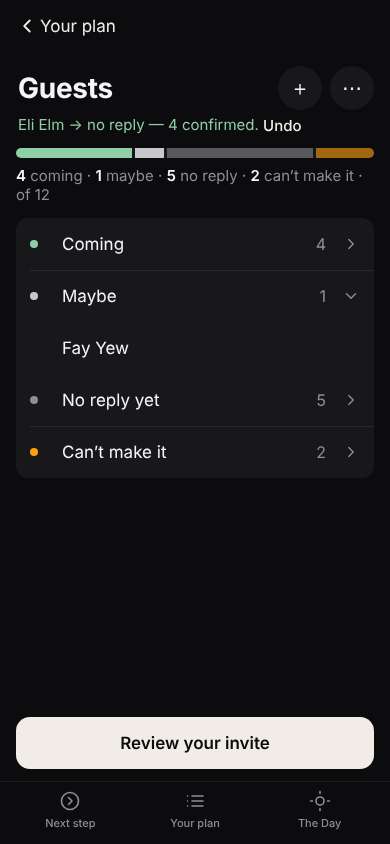 Your plan
Guests
Eli Elm → no reply — 4 confirmed. Undo
4 coming · 1 maybe · 5 no reply · 2 can’t make it ·
of 12
Coming 4
Maybe 1
Fay Yew
No reply yet 5
Can’t make it 2
Review your invite
Next step Your plan The Day